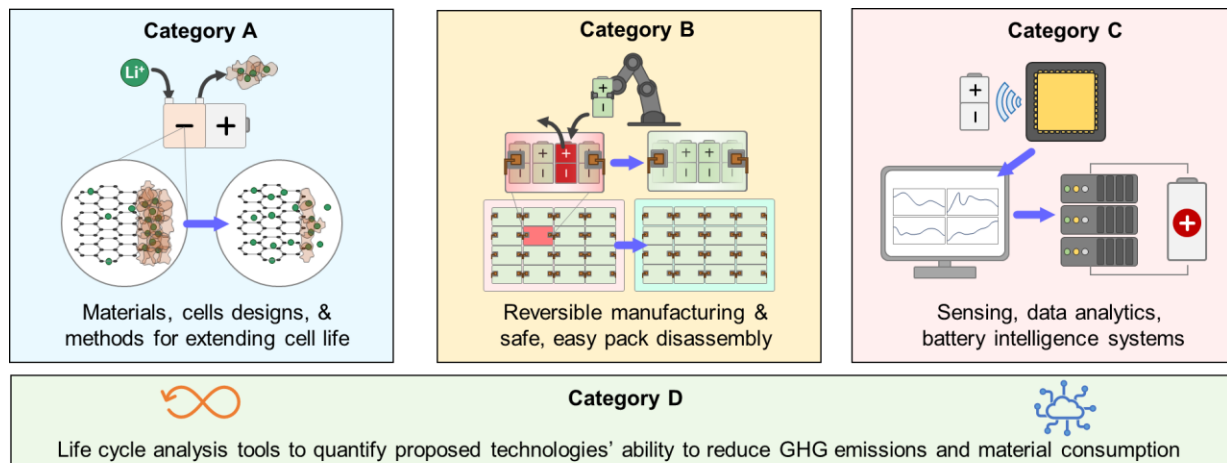 Category A
Li+
− +
Materials, cells designs, &
methods for extending cell life
Category B
+
−
+ + + +
− − − −
+ + + +
− − − −
Reversible manufacturing &
safe, easy pack disassembly
Category C
+
−
+
Sensing, data analytics,
battery intelligence systems
Category D
Life cycle analysis tools to quantify proposed technologies’ ability to reduce GHG emissions and material consumption